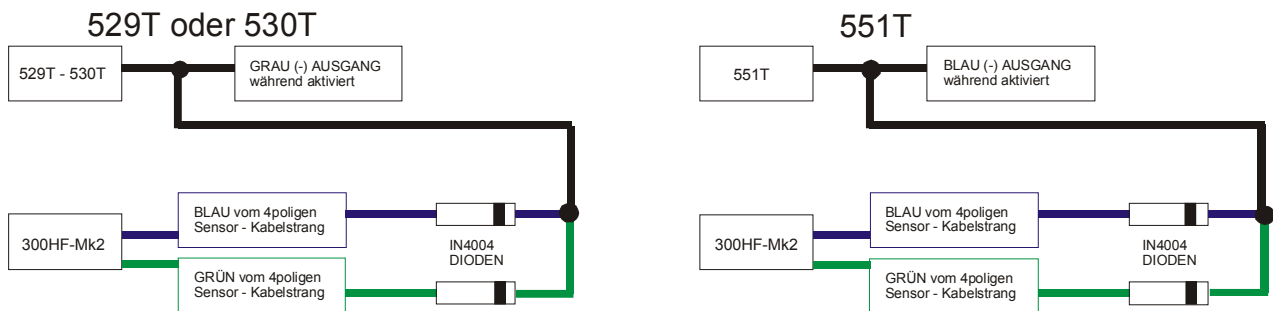 529T oder 530T
529T - 530T
GRAU (-) AUSGANG
während aktiviert
300HF-Mk2
BLAU vom 4poligen
Sensor - Kabelstrang
IN4004
DIODEN
GRÜN vom 4poligen
Sensor - Kabelstrang
551T
551T
BLAU (-) AUSGANG
während aktiviert
300HF-Mk2
BLAU vom 4poligen
Sensor - Kabelstrang
IN4004
DIODEN
GRÜN vom 4poligen
Sensor - Kabelstrang